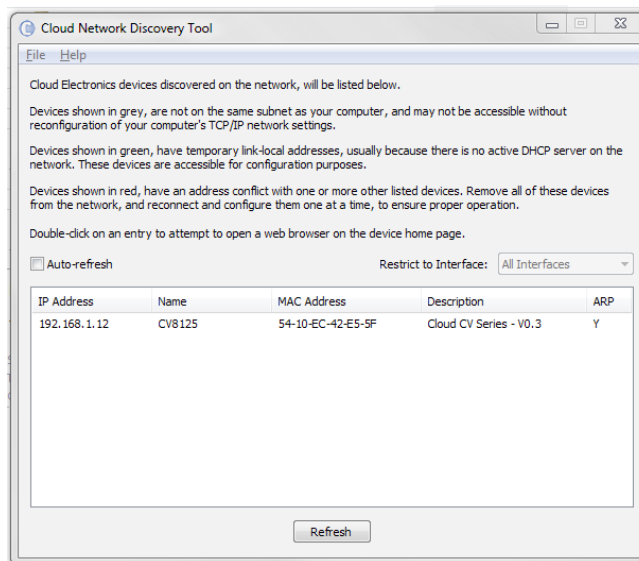 Cloud Network Discovery Tool
File Help
Cloud Electronics devices discovered on the network, will be listed below.
Devices shown in grey, are not on the same subnet as your computer, and may not be accessible without
reconfiguration of your computer's TCP/IP network settings.
Devices shown in green, have temporary link-local addresses, usually because there is no active DHCP server on the
network. These devices are accessible for configuration purposes.
Devices shown in red, have an address conflict with one or more other listed devices. Remove all of these devices
from the network, and reconnect and configure them one at a time, to ensure proper operation.
Double-click on an entry to attempt to open a web browser on the device home page.
Auto-refresh Restrict to Interface: All Interfaces
IP Address Name MAC Address Description ARP
192.168.1.12 CV8125 54-10-EC-42-E5-5F Cloud CV Series - V0.3 Y
Refresh